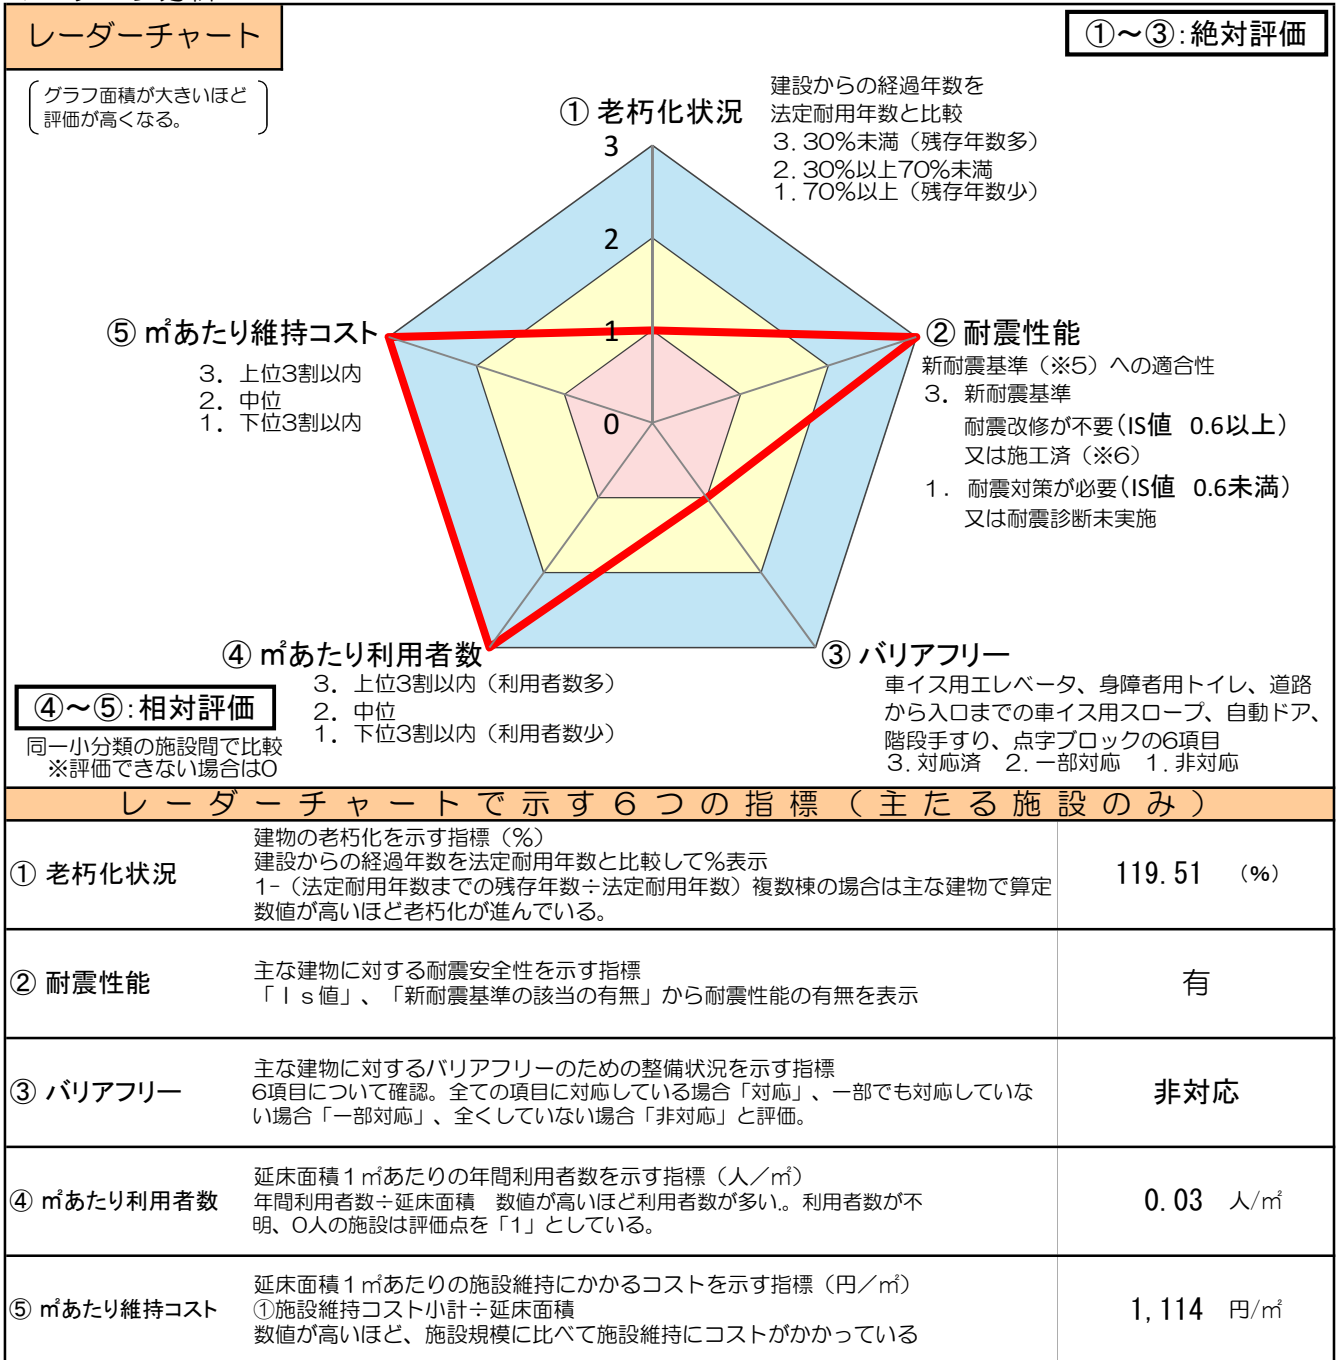 レーダーチャート
①～③：絶対評価
グラフ面積が大きいほど
評価が高くなる。
① 老朽化状況
建設からの経過年数を
法定耐用年数と比較
3．30%未満（残存年数多）
2．30%以上70%未満
1．70%以上（残存年数少）
3
2
1
0
⑤ ㎡あたり維持コスト
3．上位3割以内
2．中位
1．下位3割以内
② 耐震性能
新耐震基準（※5）への適合性
3．新耐震基準
耐震改修が不要（IS値 0.6以上）
又は施工済（※6）
1．耐震対策が必要（IS値 0.6未満）
又は耐震診断未実施
④ ㎡あたり利用者数
3．上位3割以内（利用者数多）
2．中位
1．下位3割以内（利用者数少）
③ バリアフリー
車イス用エレベータ、身障者用トイレ、道路
から入口までの車イス用スロープ、自動ドア、
階段手すり、点字ブロックの6項目
3．対応済 2．一部対応 1．非対応
④～⑤：相対評価
同一小分類の施設間で比較
※評価できない場合は0
レーダーチャートで示す6つの指標（主たる施設のみ）
① 老朽化状況
建物の老朽化を示す指標（%）
建設からの経過年数を法定耐用年数と比較して%表示
1-（法定耐用年数までの残存年数÷法定耐用年数）複数棟の場合は主な建物で算定
数値が高いほど老朽化が進んでいる。
119.51 （%）
② 耐震性能
主な建物に対する耐震安全性を示す指標
「Ｉｓ値」、「新耐震基準の該当の有無」から耐震性能の有無を表示
有
③ バリアフリー
主な建物に対するバリアフリーのための整備状況を示す指標
6項目について確認。全ての項目に対応している場合「対応」、一部でも対応していな
い場合「一部対応」、全くしていない場合「非対応」と評価。
非対応
④ ㎡あたり利用者数
延床面積１㎡あたりの年間利用者数を示す指標（人／㎡）
年間利用者数÷延床面積 数値が高いほど利用者数が多い。利用者数が不
明、0人の施設は評価点を「1」としている。
0.03 人/㎡
⑤ ㎡あたり維持コスト
延床面積１㎡あたりの施設維持にかかるコストを示す指標（円／㎡）
①施設維持コスト小計÷延床面積
数値が高いほど、施設規模に比べて施設維持にコストがかかっている
1,114 円/㎡